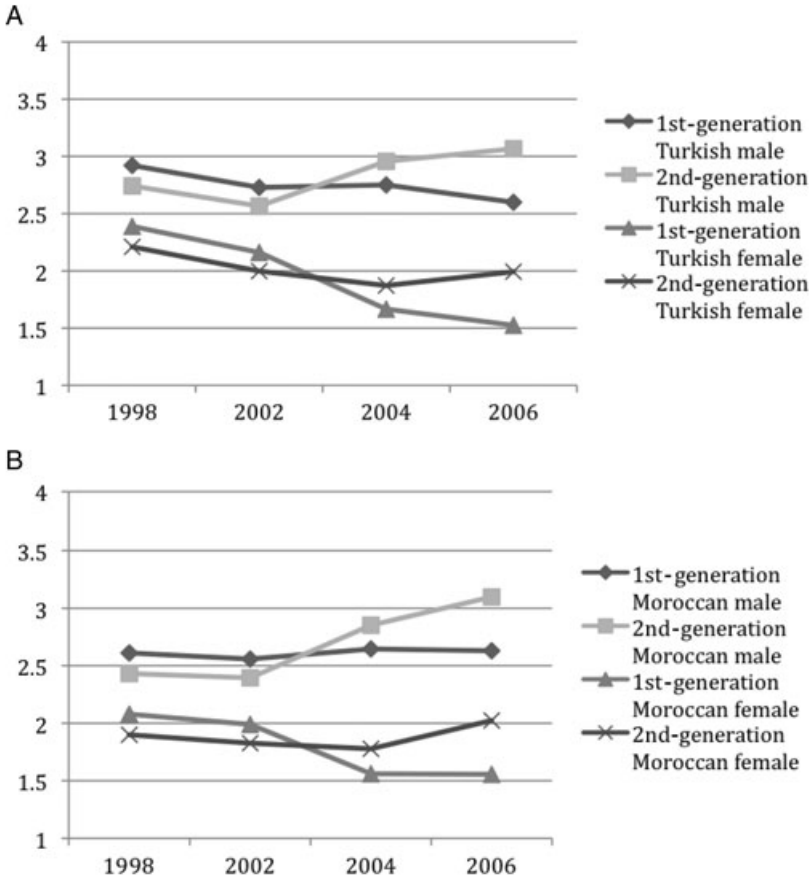 A
4
3.5
3
2.5
2
1.5
1
1998 2002 2004 2006
1st-generation
Turkish male
2nd-generation
Turkish male
1st-generation
Turkish female
2nd-generation
Turkish female
B
4
3.5
3
2.5
2
1.5
1
1998 2002 2004 2006
1st-generation
Moroccan male
2nd-generation
Moroccan male
1st-generation
Moroccan female
2nd-generation
Moroccan female